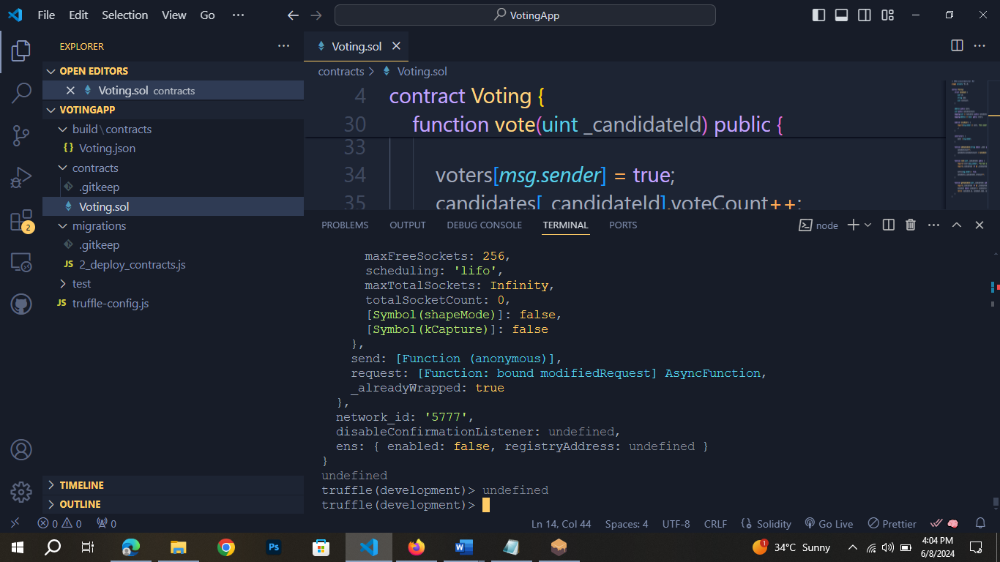 File Edit Selection View Go ··· VotingApp
EXPLORER ···
OPEN EDITORS
Voting.sol contracts
VOTINGAPP
build\contracts
{} Voting.json
contracts
.gitkeep
Voting.sol
migrations
.gitkeep
JS 2_deploy_contracts.js
test
JS truffle-config.js
2
TIMELINE
OUTLINE
Voting.sol
contracts > Voting.sol
4 contract Voting {
30 function vote(uint _candidateId) public {
33
34 voters[msg.sender] = true;
35 candidates[_candidateId].voteCount++;
PROBLEMS OUTPUT DEBUG CONSOLE TERMINAL PORTS node
maxFreeSockets: 256,
scheduling: 'lifo',
maxTotalSockets: Infinity,
totalSocketCount: 0,
[Symbol(shapeMode)]: false,
[Symbol(kCapture)]: false
},
send: [Function (anonymous)],
request: [Function: bound modifiedRequest] AsyncFunction,
_alreadyWrapped: true
},
network_id: '5777',
disableConfirmationListener: undefined,
ens: { enabled: false, registryAddress: undefined }
}
undefined
truffle(development)> undefined
truffle(development)>
0 0 0 Ln 14, Col 44 Spaces: 4 UTF-8 CRLF {} Solidity Go Live Prettier
Ps W 1 34°C Sunny 4:04 PM
6/8/2024